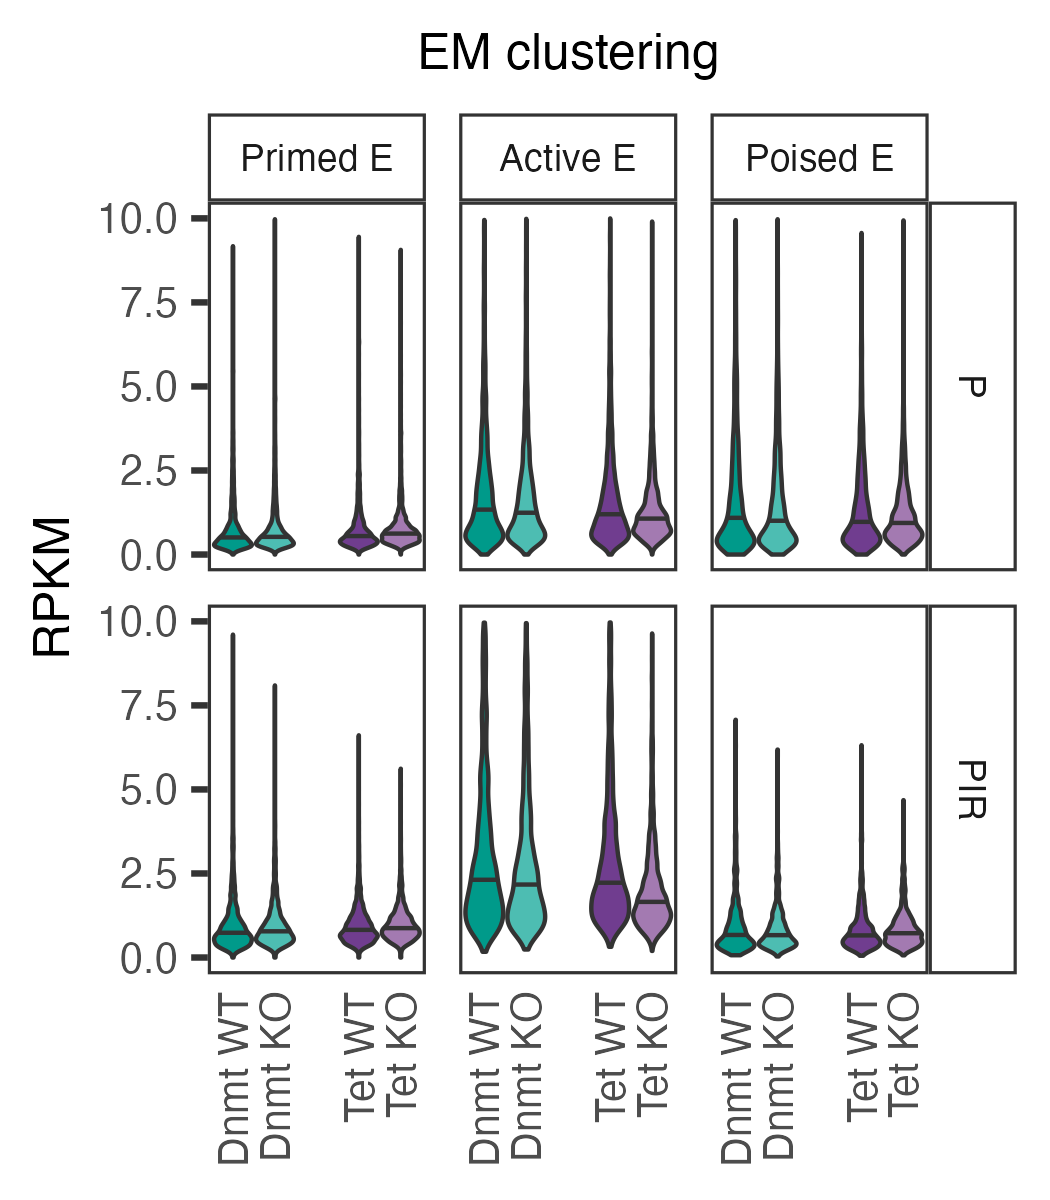 EM clustering
Primed E
Active E
Poised E
10.0
7.5
5.0
2.5
0.0
P
RPKM
10.0
7.5
5.0
2.5
0.0
PIR
Dnmt WT
Dnmt KO
Tet WT
Tet KO
Dnmt WT
Dnmt KO
Tet WT
Tet KO
Dnmt WT
Dnmt KO
Tet WT
Tet KO